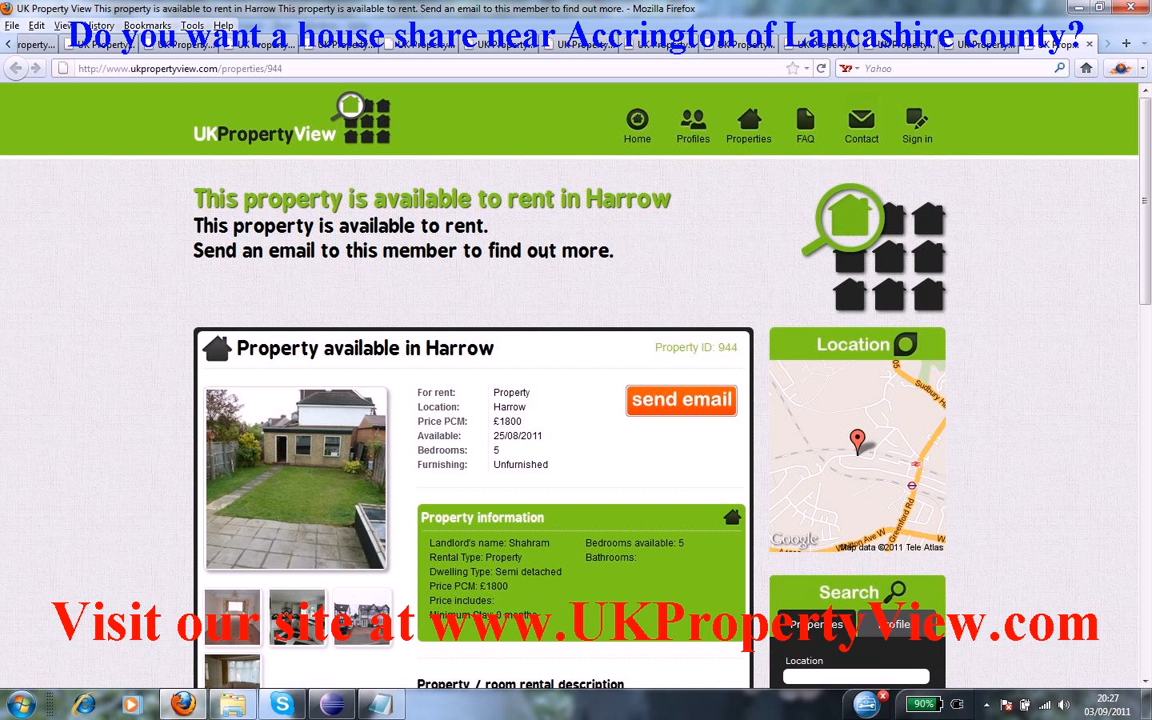 UK Property View This property is available to rent in Harrow This property is available to rent. Send an email to this member to find out more. - Mozilla Firefox
File Edit View History Bookmarks Tools Help
Do you want a house share near Accrington of Lancashire county?
http://www.ukpropertyview.com/properties/944
Yahoo
UKPropertyView
Home Profiles Properties FAQ Contact Sign in
This property is available to rent in Harrow
This property is available to rent.
Send an email to this member to find out more.
Property available in Harrow
Property ID: 944
For rent: Property
Location: Harrow
Price PCM: £1800
Available: 25/08/2011
Bedrooms: 5
Furnishing: Unfurnished
send email
Property information
Landlord's name: Shahram
Rental Type: Property
Dwelling Type: Semi detached
Price PCM: £1800
Price includes:
Minimum Stay: 0 months
Bedrooms available: 5
Bathrooms:
Property / room rental description
Location
Greenford Rd
Google
Map data ©2011 Tele Atlas
Search
Properties Profiles
Location
Visit our site at www.UKPropertyView.com
90%
20:27
03/09/2011